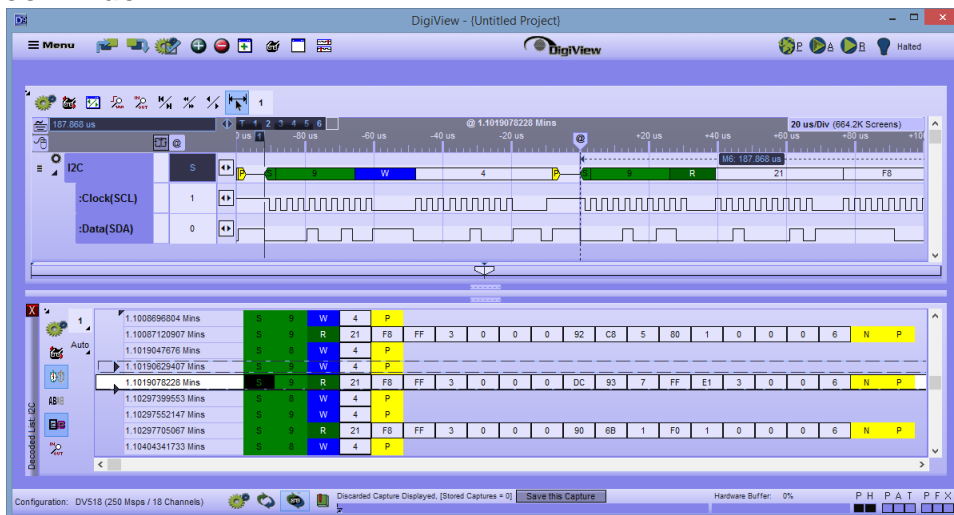 DigiView - {Untitled Project}
Menu DigiView P A B Halted
1
187.868 us T 1 2 3 4 5 6 @ 1.1019078228 Mins 20 us/Div (664.2K Screens)
1 -80 us -60 us -40 us -20 us @ +20 us +40 us +60 us +80 us
@ M6: 187.868 us
I2C S P S 9 W 4 P S 9 R 21 F8
:Clock(SCL) 1
:Data(SDA) 0
X
1 1.1008696804 Mins S 9 W 4 P
1.10087120907 Mins S 9 R 21 F8 FF 3 0 0 0 92 C8 5 80 1 0 0 0 6 N P
Auto 1.1019047676 Mins S 8 W 4 P
1.10190629407 Mins S 9 W 4 P
1.1019078228 Mins S 9 R 21 F8 FF 3 0 0 0 DC 93 7 FF E1 3 0 0 0 6 N P
1.10297399553 Mins S 8 W 4 P
1.10297552147 Mins S 9 W 4 P
1.10297705067 Mins S 9 R 21 F8 FF 3 0 0 0 90 6B 1 F0 1 0 0 0 6 N P
1.10404341733 Mins S 8 W 4 P
Decoded List: I2C
Configuration: DV518 (250 Msps / 18 Channels) Discarded Capture Displayed, [Stored Captures = 0] Save this Capture Hardware Buffer: 0% P H P A T P F X